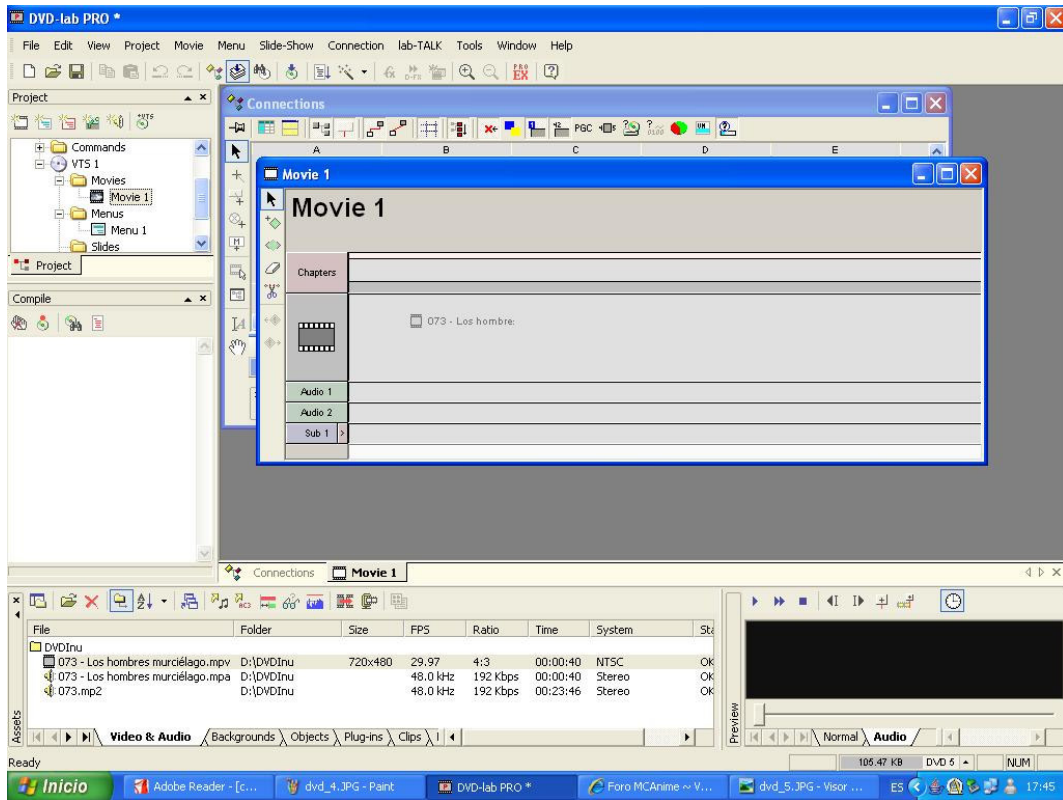 DVD-lab PRO *
File Edit View Project Movie Menu Slide-Show Connection lab-TALK Tools Window Help
Project
Commands
VTS 1
Movies
Movie 1
Menus
Menu 1
Slides
Project
Compile
Connections
PGC
A B C D E
Movie 1
Movie 1
Chapters
073 - Los hombre:
Audio 1
Audio 2
Sub 1
Connections Movie 1
File Folder Size FPS Ratio Time System Sta
DVDInu
073 - Los hombres murciélago.mpv D:\DVDInu 720x480 29.97 4:3 00:00:40 NTSC OK
073 - Los hombres murciélago.mpa D:\DVDInu 48.0 kHz 192 Kbps 00:00:40 Stereo OK
073.mp2 D:\DVDInu 48.0 kHz 192 Kbps 00:23:46 Stereo OK
Assets
Video & Audio Backgrounds Objects Plug-ins Clips
Preview
Normal Audio
Ready
105.47 KB DVD 5 NUM
Inicio
Adobe Reader - [c...
dvd_4.JPG - Paint
DVD-lab PRO *
Foro MCAnime ~ V...
dvd_5.JPG - Visor ...
ES
17:45